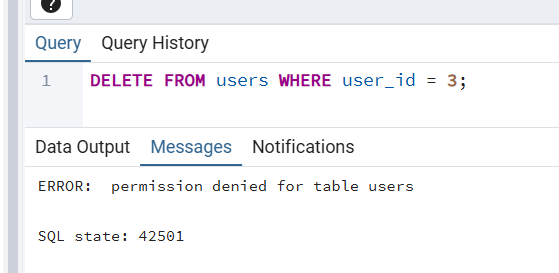 ?
Query Query History
1 DELETE FROM users WHERE user_id = 3;
Data Output Messages Notifications
ERROR:  permission denied for table users
SQL state: 42501